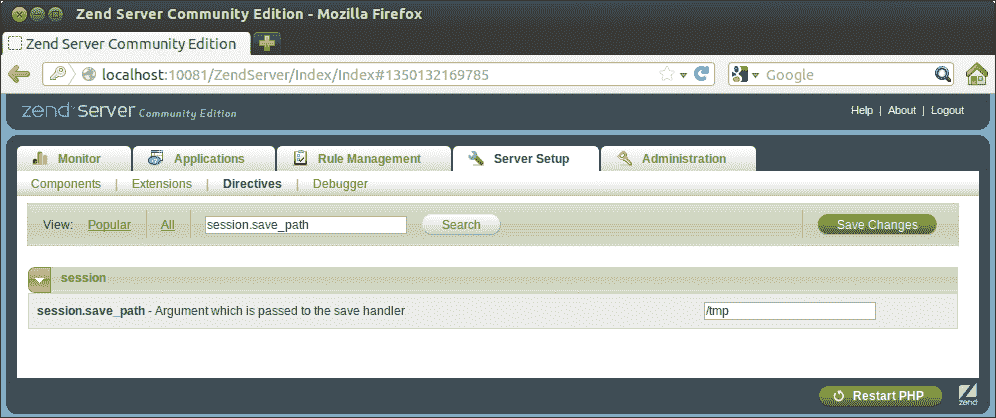 Zend Server Community Edition - Mozilla Firefox
Zend Server Community Edition
localhost:10081/ZendServer/Index/Index#1350132169785 Google
zend server Community Edition Help | About | Logout
Monitor Applications Rule Management Server Setup Administration
Components | Extensions | Directives | Debugger
View: Popular All session.save_path Search Save Changes
session
session.save_path - Argument which is passed to the save handler /tmp
Restart PHP zend